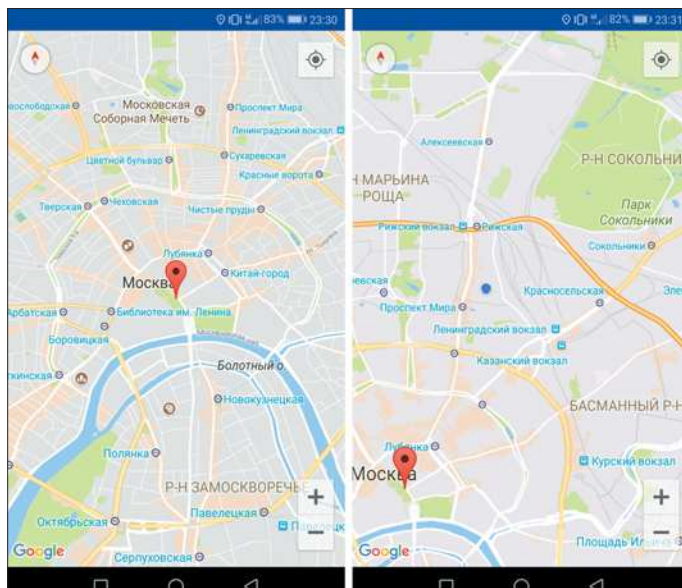 83% 23:30
Московская
Соборная Мечеть
Проспект Мира
Ленинградский вокзал
Цветной бульвар
Сухаревская
Красные ворота
Тверская
Чеховская
Чистые пруды
Лубянка
Москва
Китай-город
Арбатская
Библиотека им. Ленина
Боровицкая
Болотный о.
Новокузнецкая
Полянка
Р-Н ЗАМОСКВОРЕЧЬЕ
Октябрьская
Павелецкая
Серпуховская
Google
+
−
82% 23:31
Алексеевская
Р-Н СОКОЛЬНИ
Н МАРЬИНА
РОЩА
Парк
Сокольники
Рижский вокзал
Рижская
Сокольники
Красносельская
Проспект Мира
Ленинградский вокзал
Казанский вокзал
БАСМАННЫЙ Р-Н
Лубянка
Москва
Курский вокзал
Площадь Ильича
Google
+
−